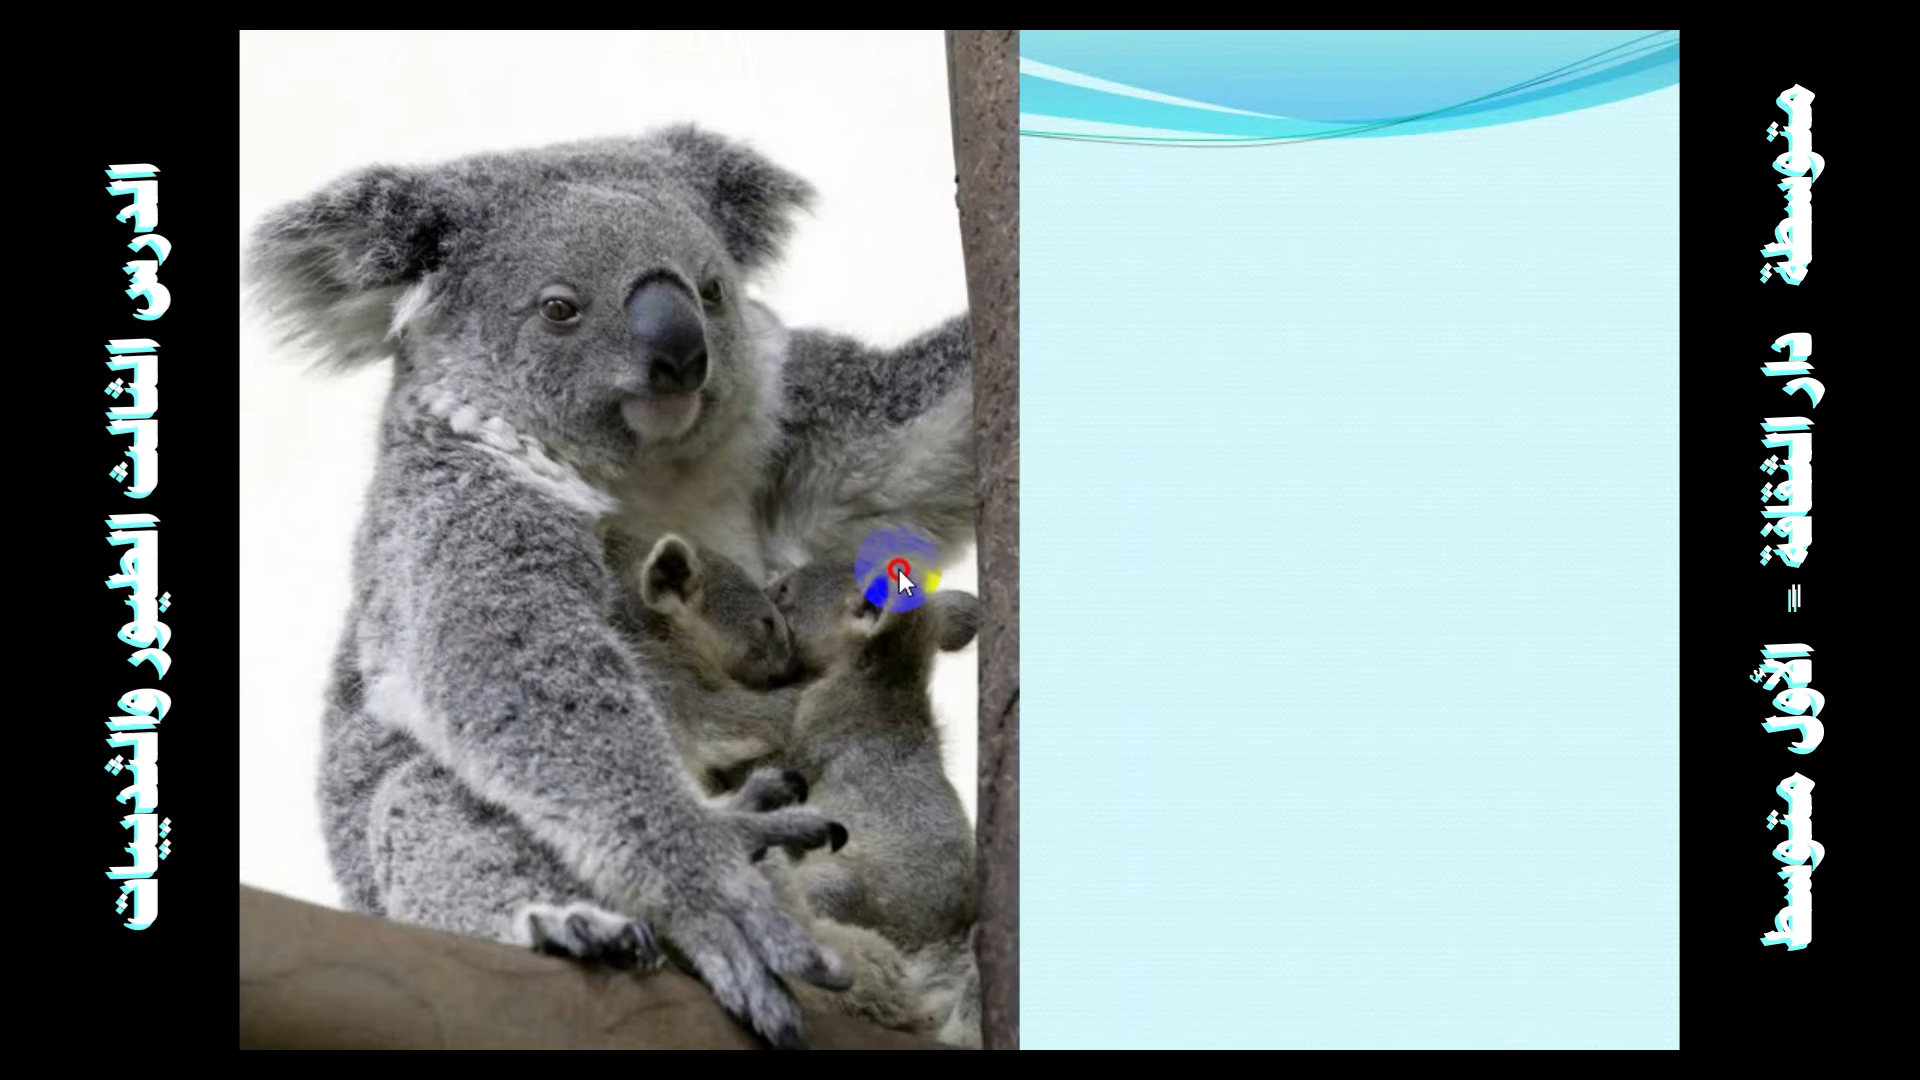 متوسطة دار الثقافة = الأول متوسط
الدرس الثالث الطيور والثدييات